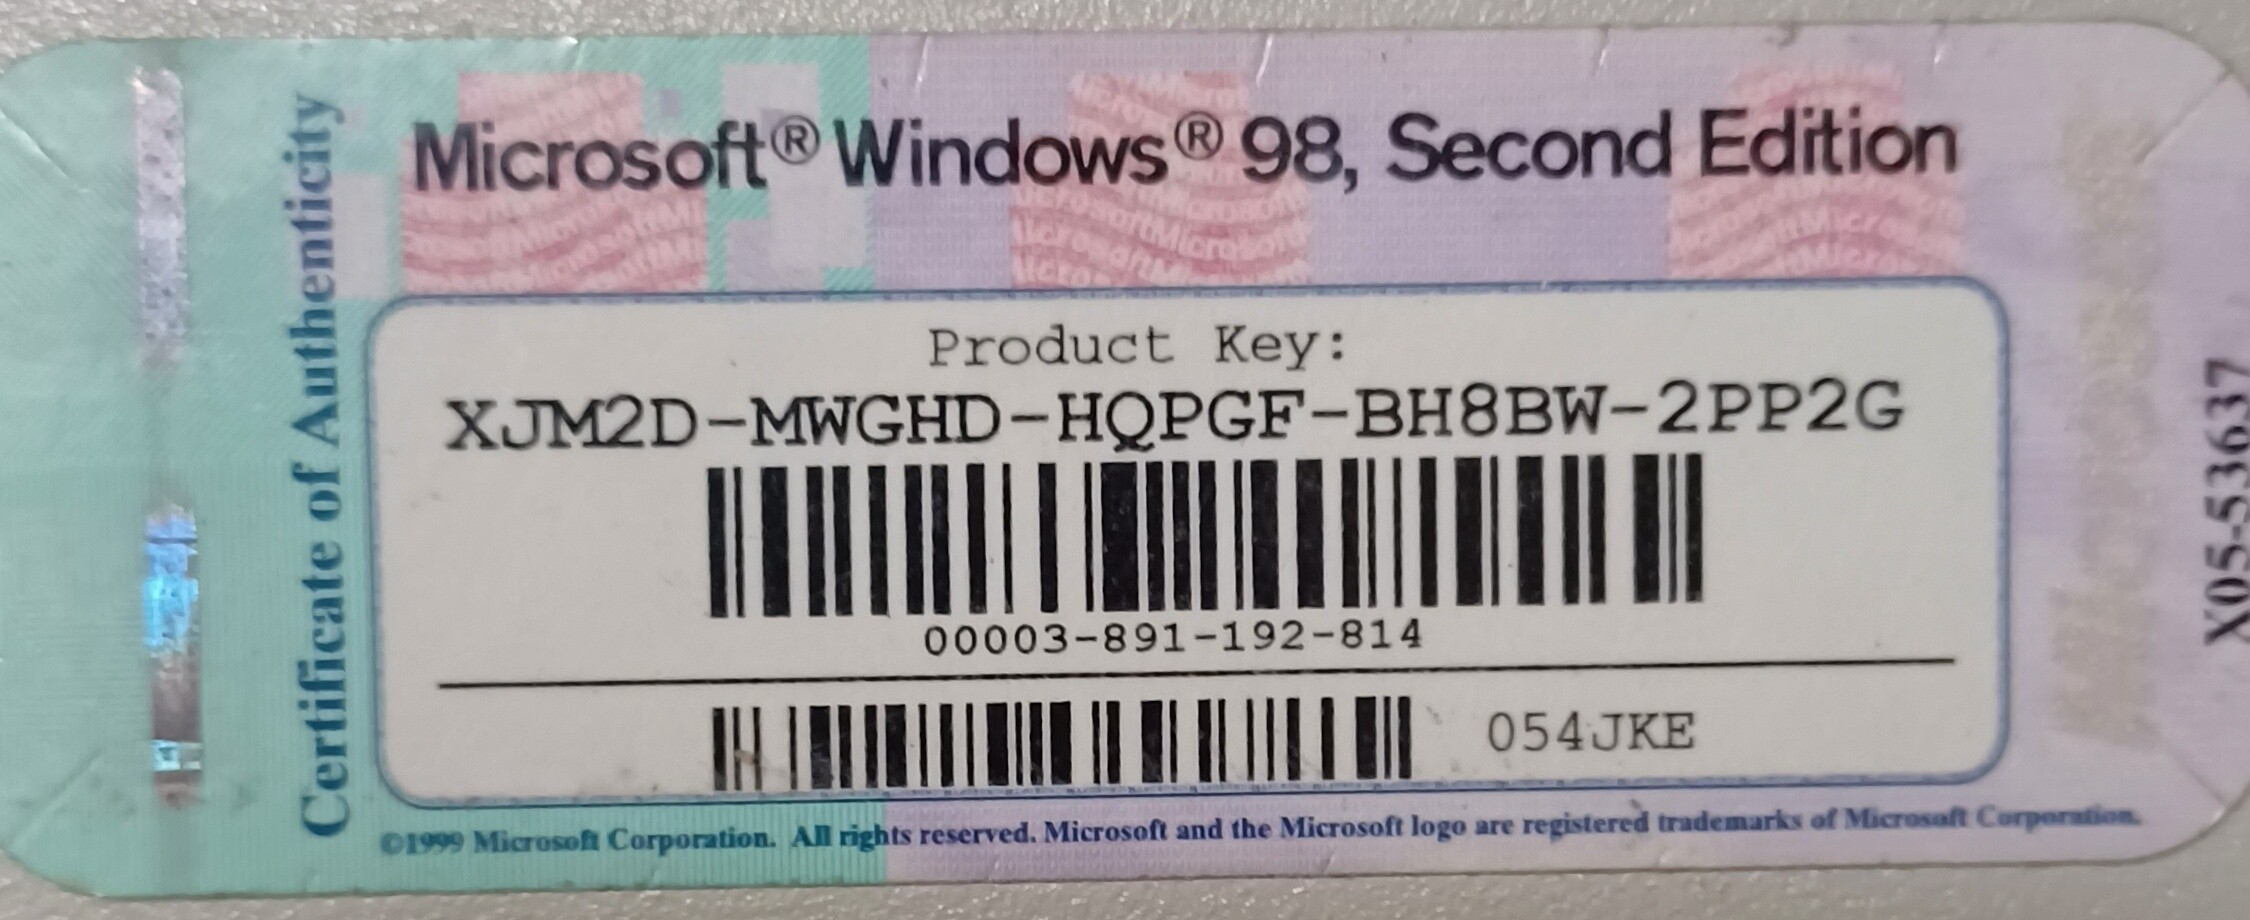 Microsoft® Windows® 98, Second Edition
Certificate of Authenticity
Product Key:
XJM2D-MWGHD-HQPGF-BH8BW-2PP2G
00003-891-192-814
054JKE
X05-53637
©1999 Microsoft Corporation. All rights reserved. Microsoft and the Microsoft logo are registered trademarks of Microsoft Corporation.